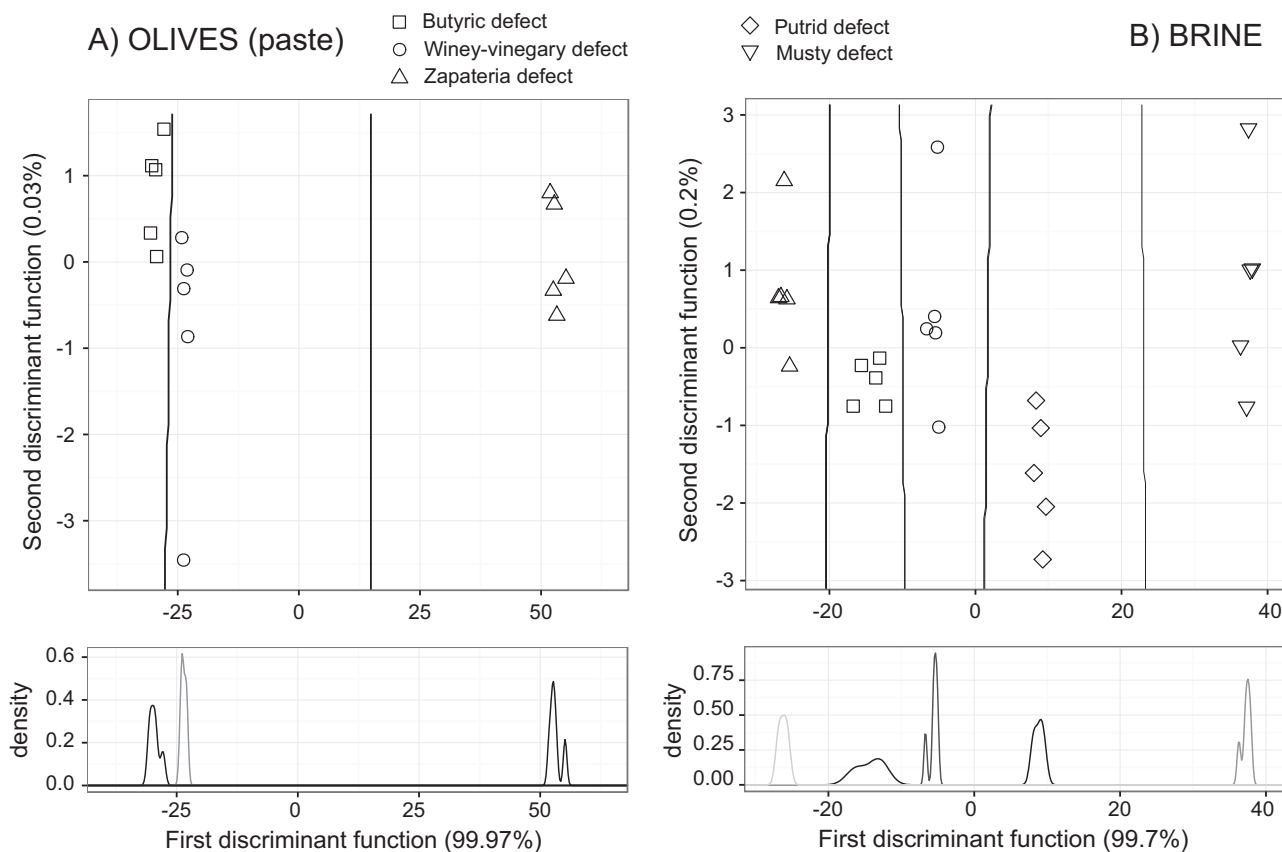 A) OLIVES (paste)
Butyric defect
Winey-vinegary defect
Zapateria defect
Putrid defect
Musty defect
B) BRINE
Second discriminant function (0.03%)
1
0
-1
-2
-3
-25
0
25
50
density
0.6
0.4
0.2
0.0
-25
0
25
50
First discriminant function (99.97%)
Second discriminant function (0.2%)
3
2
1
0
-1
-2
-3
-20
0
20
40
density
0.75
0.50
0.25
0.00
-20
0
20
40
First discriminant function (99.7%)